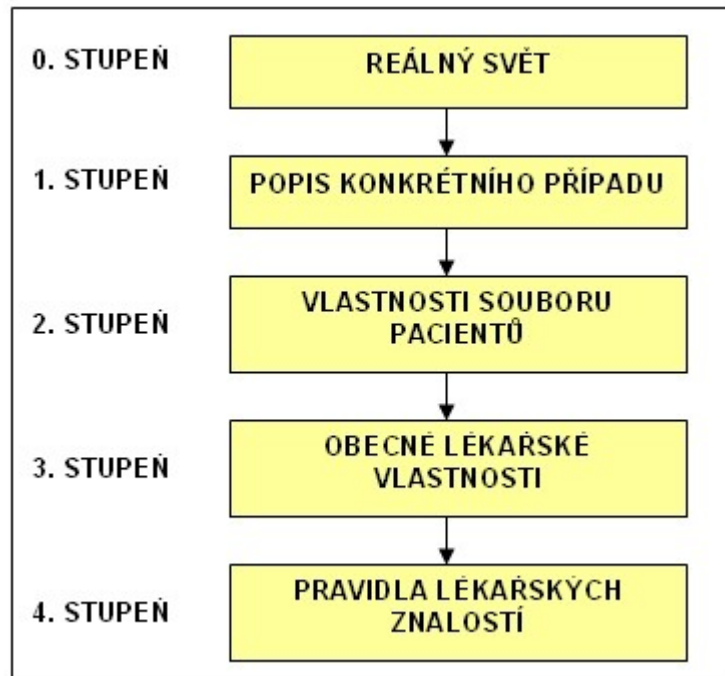 0. STUPEŇ
REÁLNÝ SVĚT
1. STUPEŇ
POPIS KONKRÉTNÍHO PŘÍPADU
2. STUPEŇ
VLASTNOSTI SOUBORU
PACIENTŮ
3. STUPEŇ
OBECNÉ LÉKAŘSKÉ
VLASTNOSTI
4. STUPEŇ
PRAVIDLA LÉKAŘSKÝCH
ZNALOSTÍ